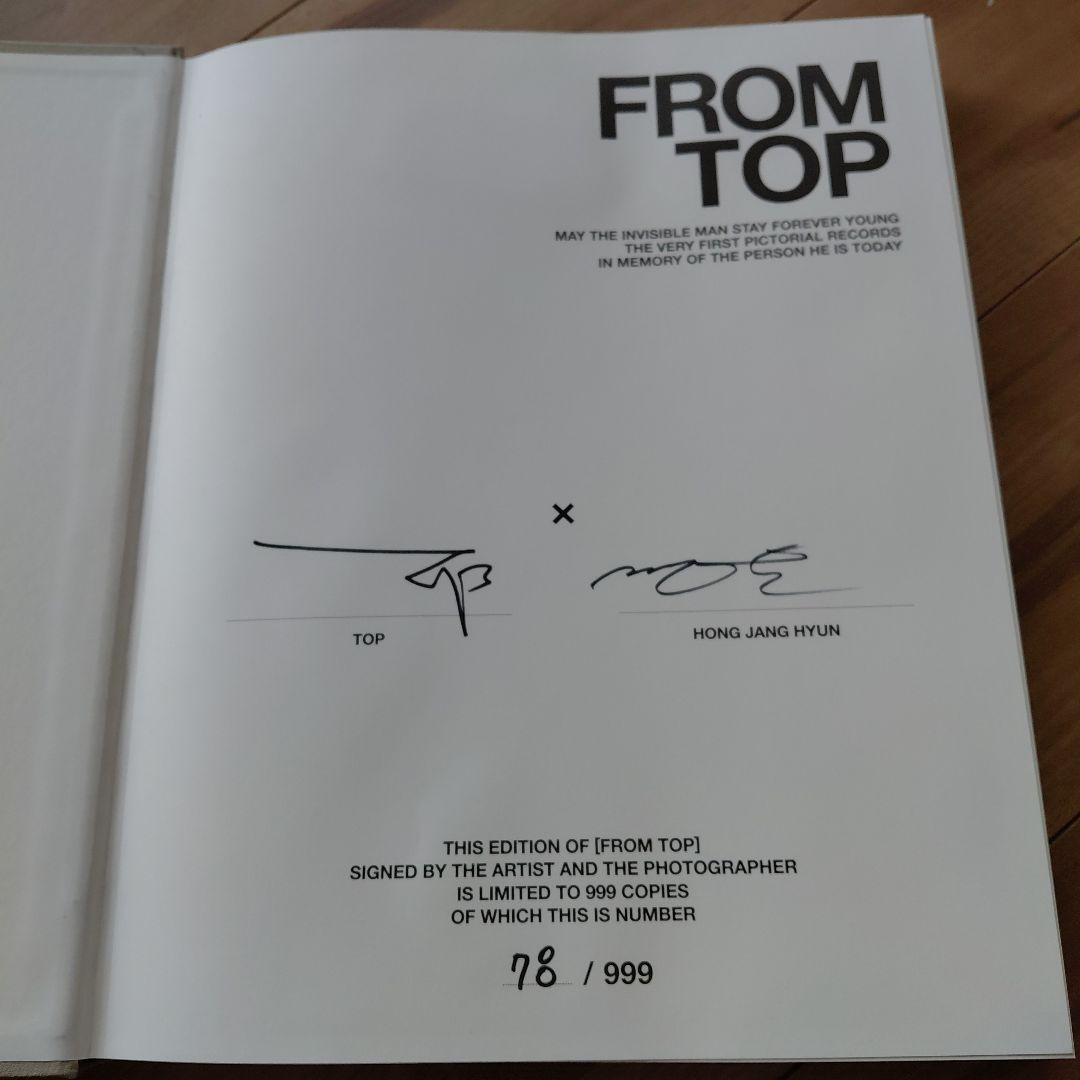 FROM
TOP
MAY THE INVISIBLE MAN STAY FOREVER YOUNG
THE VERY FIRST PICTORIAL RECORDS
IN MEMORY OF THE PERSON HE IS TODAY
×
TOP
HONG JANG HYUN
THIS EDITION OF [FROM TOP]
SIGNED BY THE ARTIST AND THE PHOTOGRAPHER
IS LIMITED TO 999 COPIES
OF WHICH THIS IS NUMBER
78 / 999